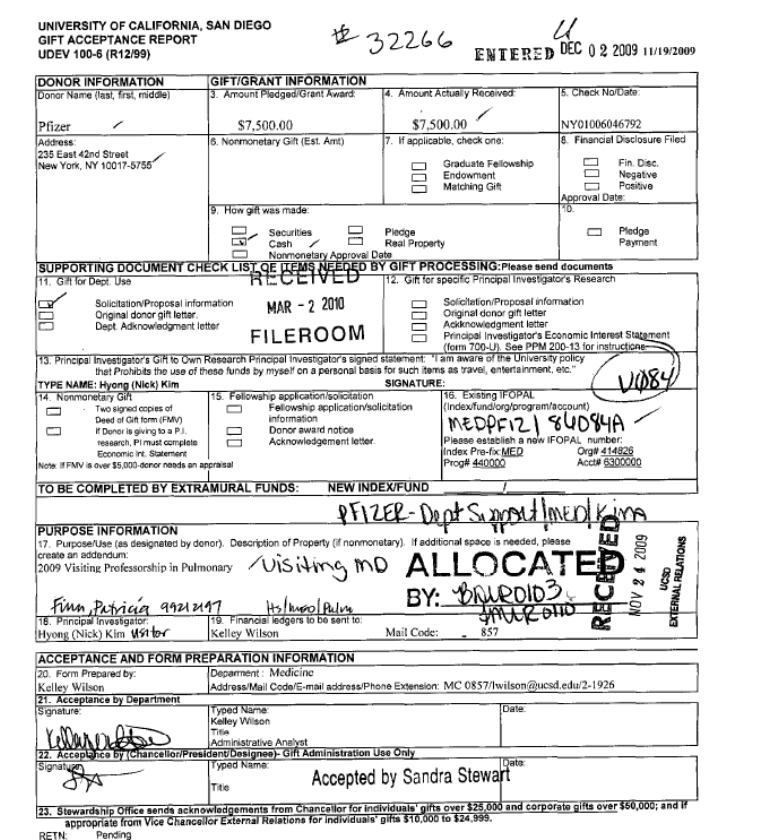 UNIVERSITY OF CALIFORNIA, SAN DIEGO
GIFT ACCEPTANCE REPORT
UDEV 100-6 (R12/99)
# 32266
ENTERED DEC 02 2009 11/19/2009
DONOR INFORMATION
GIFT/GRANT INFORMATION
Donor Name (last, first, middle)
3. Amount Pledged/Grant Award:
4. Amount Actually Received:
5. Check No/Date:
Pfizer
$7,500.00
$7,500.00
NY01006046792
Address:
235 East 42nd Street
New York, NY 10017-5755
6. Nonmonetary Gift (Est. Amt)
7. If applicable, check one:
Graduate Fellowship
Endowment
Matching Gift
8. Financial Disclosure Filed
Fin. Disc.
Negative
Positive
Approval Date:
9. How gift was made:
Securities
Cash
Nonmonetary Approval Date
Pledge
Real Property
10.
Pledge
Payment
SUPPORTING DOCUMENT CHECK LIST OF ITEMS NEEDED BY GIFT PROCESSING:Please send documents
11. Gift for Dept. Use
Solicitation/Proposal information
Original donor gift letter.
Dept. Adknowledgment letter
RECEIVED
MAR - 2 2010
FILEROOM
12. Gift for specific Principal Investigator's Research
Solicitation/Proposal information
Original donor gift letter
Ackknowledgment letter
Principal Investigator's Economic Interest Statement
(form 700-U). See PPM 200-13 for instructions.
13. Principal Investigator's Gift to Own Research Principal Investigator's signed statement: "I am aware of the University policy
that Prohibits the use of these funds by myself on a personal basis for such items as travel, entertainment, etc."
TYPE NAME: Hyong (Nick) Kim
SIGNATURE:
VØ84
14. Nonmonetary Gift
Two signed copies of
Deed of Gift form (FMV)
If Donor is giving to a P.I.
research, PI must complete
Economic Int. Statement
Note: If FMV is over $5,000-donor needs an appraisal
15. Fellowship application/solicitation
Fellowship application/solicitation
information
Donor award notice
Acknowledgement letter.
16. Existing IFOPAL
(Index/fund/org/program/account)
MEDPFIZ / 84084A
Please establish a new IFOPAL number:
Index Pre-fix:MED
Org# 414826
Prog# 440000
Acct# 6300000
TO BE COMPLETED BY EXTRAMURAL FUNDS:
NEW INDEX/FUND /
PFIZER-Dept Support/med/Kima
PURPOSE INFORMATION
17. Purpose/Use (as designated by donor). Description of Property (if nonmonetary). If additional space is needed, please
create an addendum:
2009 Visiting Professorship in Pulmonary
Visiting MD
ALLOCATED
BY:
RECEIVED
NOV 24 2009
UCSD
EXTERNAL RELATIONS
Finn, Patricia 99212197
Hs/med/Pulm
18. Principal Investigator:
Hyong (Nick) Kim
19. Financial ledgers to be sent to:
Kelley Wilson
Mail Code:
857
ACCEPTANCE AND FORM PREPARATION INFORMATION
20. Form Prepared by:
Kelley Wilson
Deparment : Medicine
Address/Mail Code/E-mail address/Phone Extension: MC 0857/lwilson@ucsd.edu/2-1926
21. Acceptance by Department
Signature:
Typed Name:
Kelley Wilson
Title
Administrative Analyst
Date:
22. Acceptance by (Chancellor/President/Designee)- Gift Administration Use Only
Signature
Typed Name:
Title
Accepted by Sandra Stewart
Date:
23. Stewardship Office sends acknowledgements from Chancellor for individuals' gifts over $25,000 and corporate gifts over $50,000; and if
appropriate from Vice Chancellor External Relations for individuals' gifts $10,000 to $24,999.
RETN: Pending